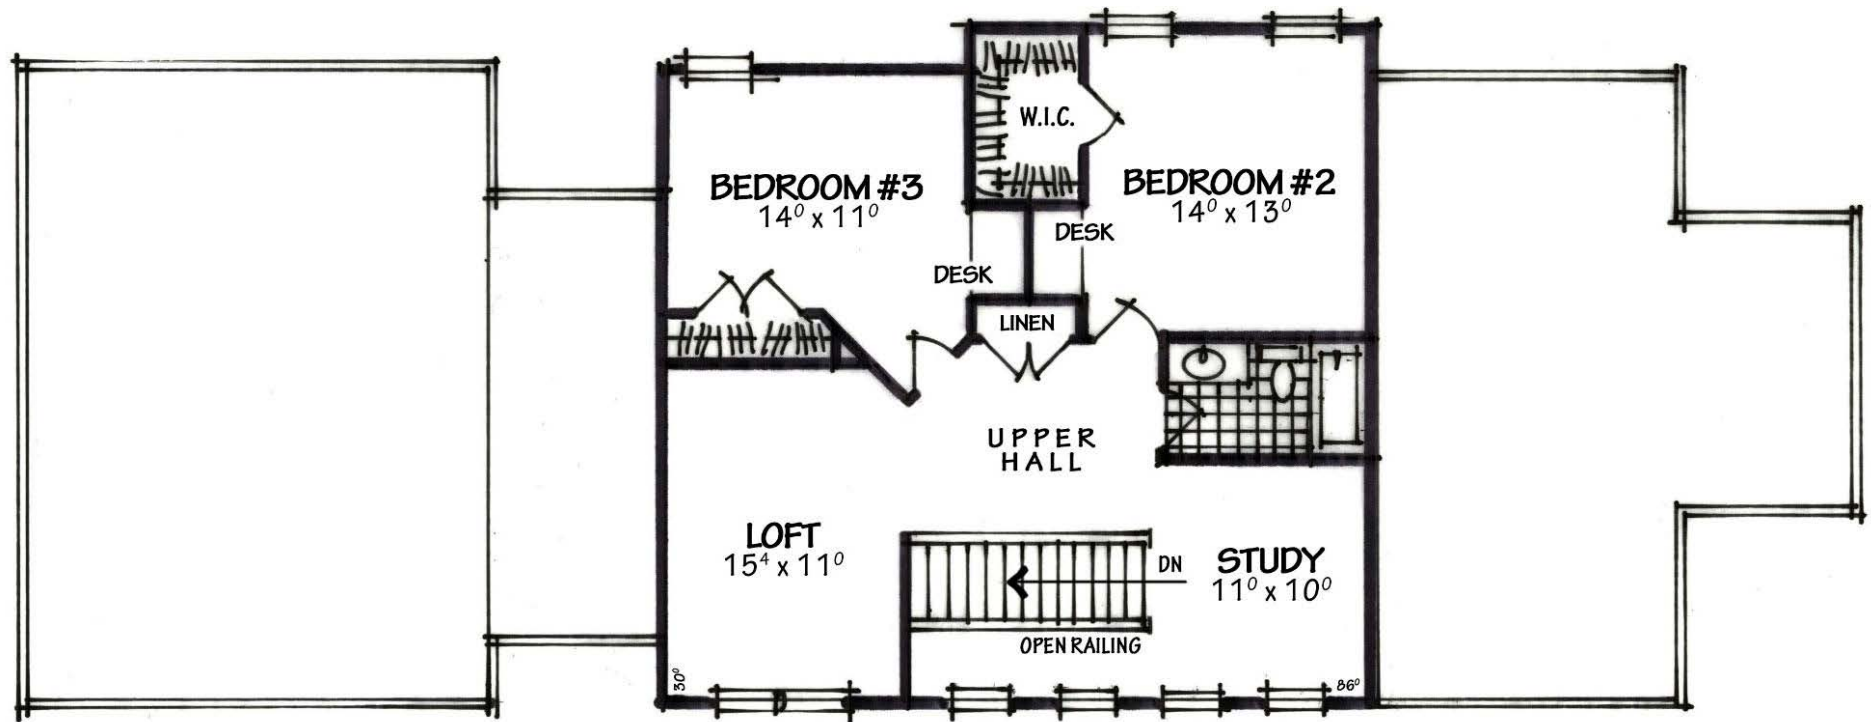 W.I.C.
BEDROOM #3
14⁰ x 11⁰
BEDROOM #2
14⁰ x 13⁰
DESK
DESK
LINEN
UPPER
HALL
LOFT
15⁴ x 11⁰
DN
STUDY
11⁰ x 10⁰
OPEN RAILING
30⁰
86⁰